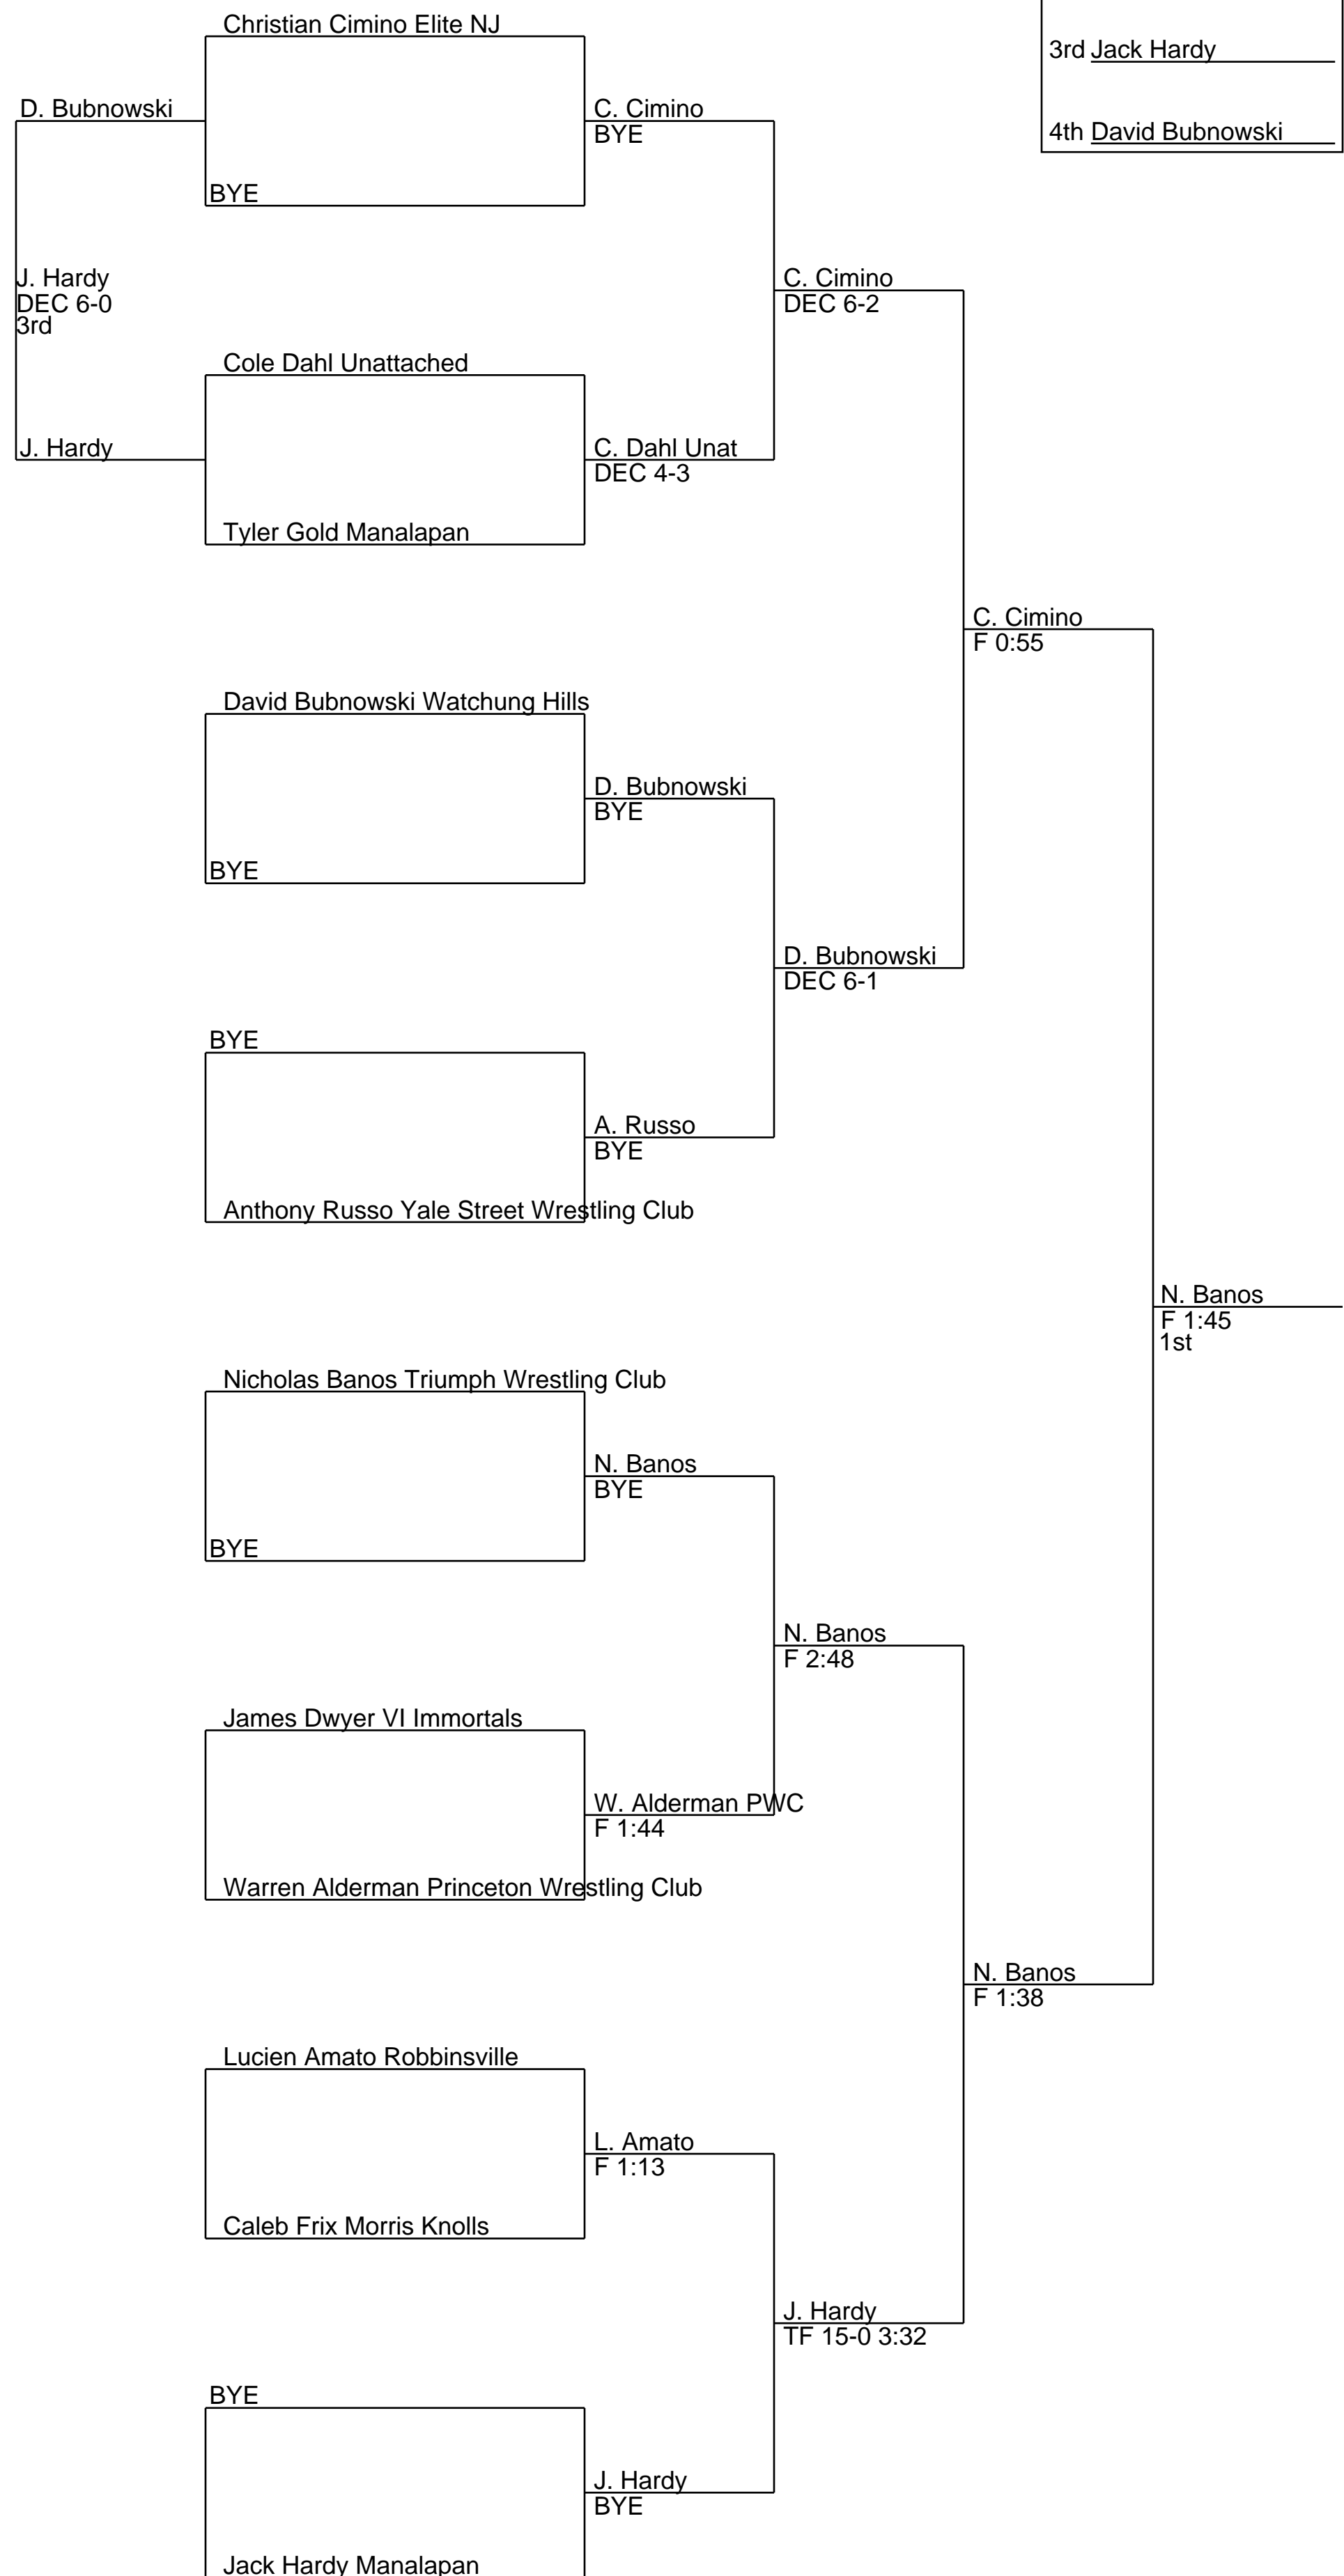 Christian Cimino Elite NJ
3rd Jack Hardy
D. Bubnowski
C. Cimino
BYE
4th David Bubnowski
BYE
J. Hardy
DEC 6-0
3rd
C. Cimino
DEC 6-2
Cole Dahl Unattached
J. Hardy
C. Dahl Unat
DEC 4-3
Tyler Gold Manalapan
C. Cimino
F 0:55
David Bubnowski Watchung Hills
D. Bubnowski
BYE
BYE
D. Bubnowski
DEC 6-1
BYE
A. Russo
BYE
Anthony Russo Yale Street Wrestling Club
N. Banos
F 1:45
1st
Nicholas Banos Triumph Wrestling Club
N. Banos
BYE
BYE
N. Banos
F 2:48
James Dwyer VI Immortals
W. Alderman PWC
F 1:44
Warren Alderman Princeton Wrestling Club
N. Banos
F 1:38
Lucien Amato Robbinsville
L. Amato
F 1:13
Caleb Frix Morris Knolls
J. Hardy
TF 15-0 3:32
BYE
J. Hardy
BYE
Jack Hardy Manalapan